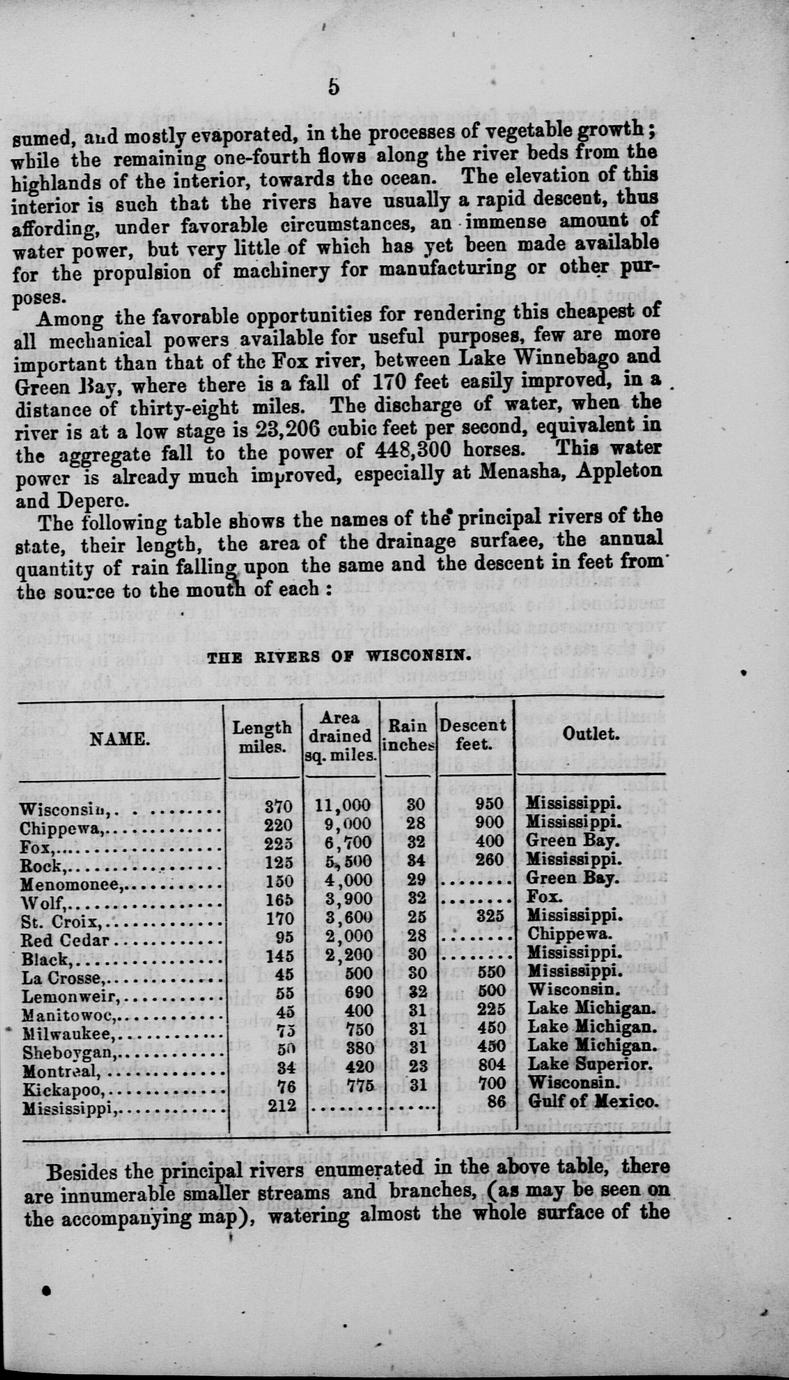 5
sumed, and mostly evaporated, in the processes of vegetable growth;
while the remaining one-fourth flows along the river beds from the
highlands of the interior, towards the ocean. The elevation of this
interior is such that the rivers have usually a rapid descent, thus
affording, under favorable circumstances, an immense amount of
water power, but very little of which has yet been made available
for the propulsion of machinery for manufacturing or other pur-
poses.
Among the favorable opportunities for rendering this cheapest of
all mechanical powers available for useful purposes, few are more
important than that of the Fox river, between Lake Winnebago and
Green Bay, where there is a fall of 170 feet easily improved, in a
distance of thirty-eight miles. The discharge of water, when the
river is at a low stage is 23,206 cubic feet per second, equivalent in
the aggregate fall to the power of 448,300 horses. This water
power is already much improved, especially at Menasha, Appleton
and Depere.
The following table shows the names of the principal rivers of the
state, their length, the area of the drainage surface, the annual
quantity of rain falling upon the same and the descent in feet from
the source to the mouth of each :
THE RIVERS OF WISCONSIN.
NAME. | Length miles. | Area drained sq. miles. | Rain inches | Descent feet. | Outlet.
Wisconsin,. . ......... 370 11,000 30 950 Mississippi.
Chippewa,............. 220 9,000 28 900 Mississippi.
Fox,.................. 225 6,700 32 400 Green Bay.
Rock,................. 125 5,500 34 260 Mississippi.
Menomonee,........... 150 4,000 29 ........ Green Bay.
Wolf,................. 165 3,900 32 ........ Fox.
St. Croix,............. 170 3,600 25 325 Mississippi.
Red Cedar............ 95 2,000 28 ........ Chippewa.
Black,................ 145 2,200 30 ........ Mississippi.
La Crosse,............. 45 500 30 550 Mississippi.
Lemonweir,........... 55 690 32 500 Wisconsin.
Manitowoc,............ 45 400 31 225 Lake Michigan.
Milwaukee,............ 75 750 31 450 Lake Michigan.
Sheboygan,............ 50 380 31 450 Lake Michigan.
Montreal, ............. 34 420 23 804 Lake Superior.
Kickapoo,............. 76 775 31 700 Wisconsin.
Mississippi,............ 212 ........ ...... 86 Gulf of Mexico.
Besides the principal rivers enumerated in the above table, there
are innumerable smaller streams and branches, (as may be seen on
the accompanying map), watering almost the whole surface of the